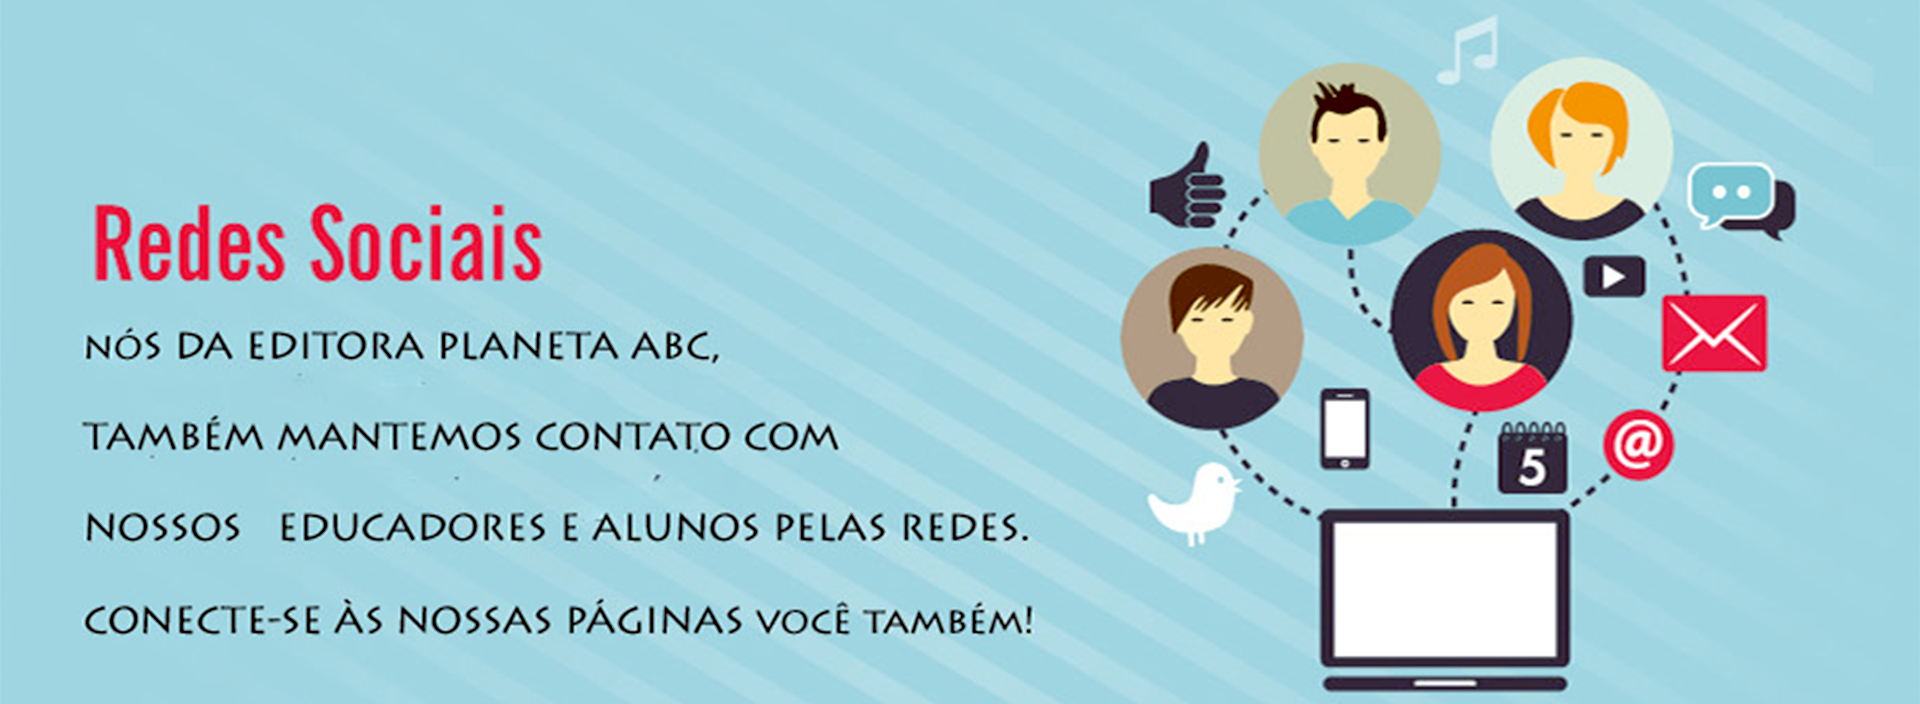 Redes Sociais
NÓS DA EDITORA PLANETA ABC,
TAMBÉM MANTEMOS CONTATO COM
NOSSOS EDUCADORES E ALUNOS PELAS REDES.
CONECTE-SE ÀS NOSSAS PÁGINAS VOCÊ TAMBÉM!
@
5